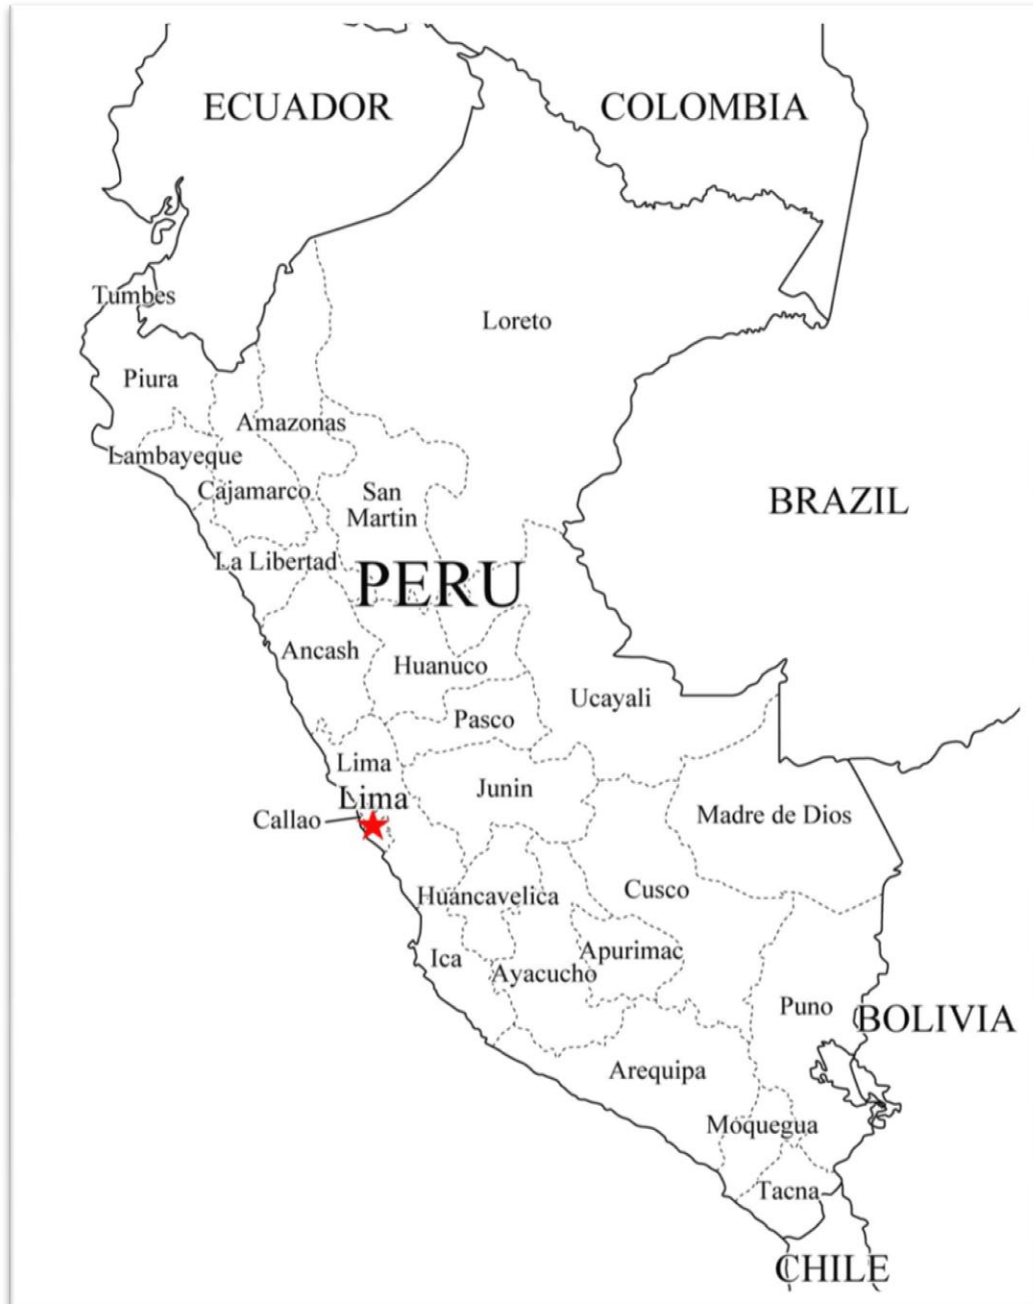 ECUADOR
COLOMBIA
Tumbes
Loreto
Piura
Amazonas
Lambayeque
Cajamarco
San
Martin
BRAZIL
La Libertad
PERU
Ancash
Huanuco
Ucayali
Pasco
Lima
Junin
Lima
Callao
Madre de Dios
Huancavelica
Cusco
Ica
Apurimac
Ayacucho
Puno
BOLIVIA
Arequipa
Moquegua
Tacna
CHILE